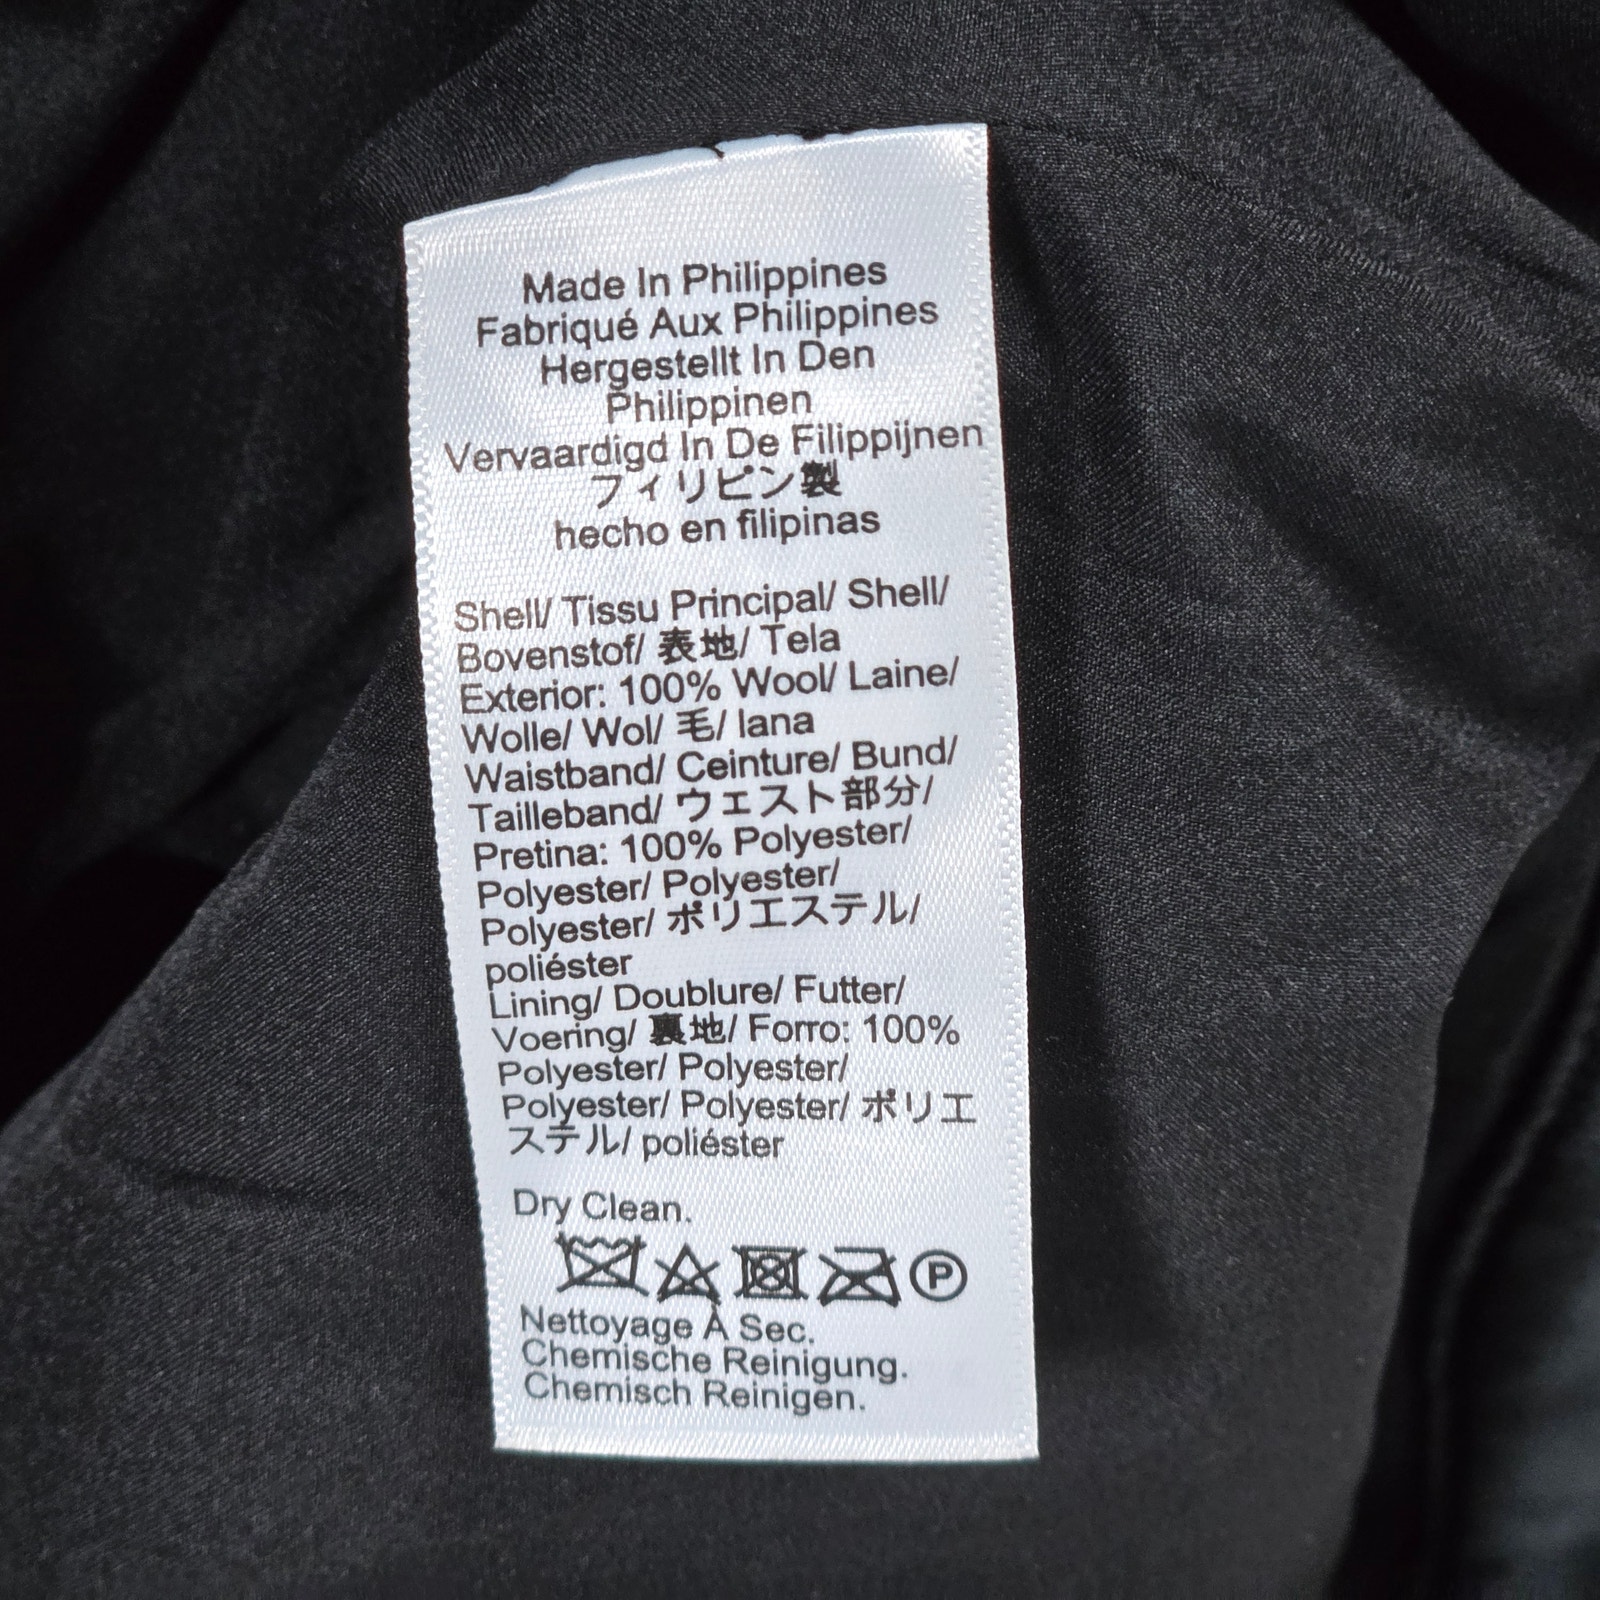 Made In Philippines
Fabriqué Aux Philippines
Hergestellt In Den
Philippinen
Vervaardigd In De Filippijnen
フィリピン製
hecho en filipinas
Shell/ Tissu Principal/ Shell/
Bovenstof/ 表地/ Tela
Exterior: 100% Wool/ Laine/
Wolle/ Wol/ 毛/ lana
Waistband/ Ceinture/ Bund/
Tailleband/ ウェスト部分/
Pretina: 100% Polyester/
Polyester/ Polyester/
Polyester/ ポリエステル/
poliéster
Lining/ Doublure/ Futter/
Voering/ 裏地/ Forro: 100%
Polyester/ Polyester/
Polyester/ Polyester/ ポリエ
ステル/ poliéster
Dry Clean.
P
Nettoyage À Sec.
Chemische Reinigung.
Chemisch Reinigen.